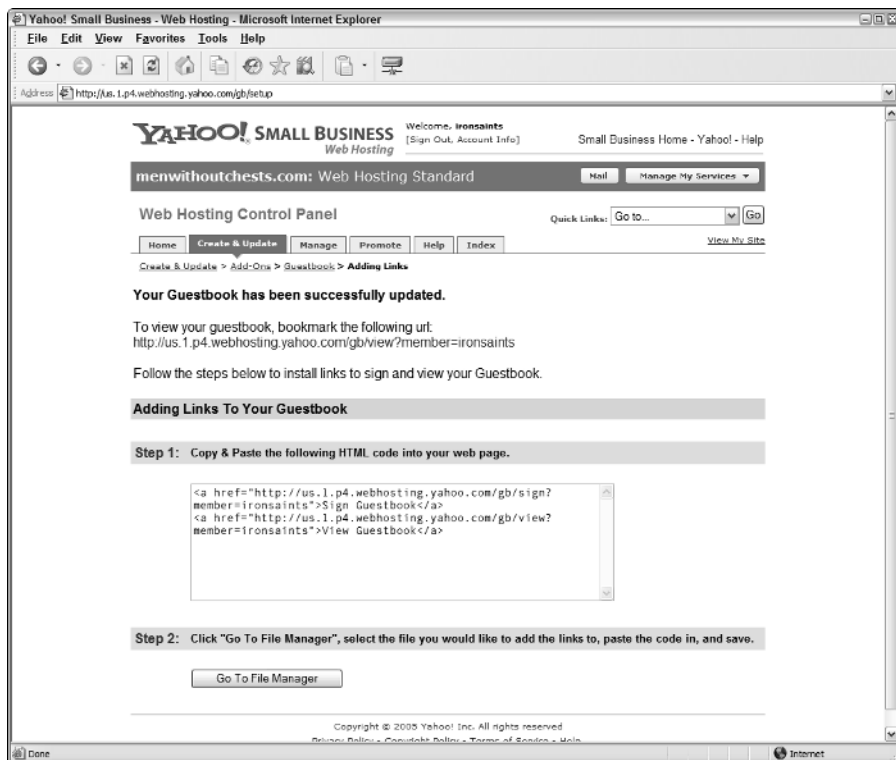 Yahoo! Small Business - Web Hosting - Microsoft Internet Explorer
File Edit View Favorites Tools Help
Address http://us.1.p4.webhosting.yahoo.com/gb/setup
YAHOO! SMALL BUSINESS
Web Hosting
Welcome, ironsaints
[Sign Out, Account Info]
Small Business Home - Yahoo! - Help
menwithoutchests.com: Web Hosting Standard
Mail Manage My Services
Web Hosting Control Panel
Quick Links: Go to... Go
Home Create & Update Manage Promote Help Index
View My Site
Create & Update > Add-Ons > Guestbook > Adding Links
Your Guestbook has been successfully updated.
To view your guestbook, bookmark the following url:
http://us.1.p4.webhosting.yahoo.com/gb/view?member=ironsaints
Follow the steps below to install links to sign and view your Guestbook.
Adding Links To Your Guestbook
Step 1: Copy & Paste the following HTML code into your web page.
<a href="http://us.1.p4.webhosting.yahoo.com/gb/sign?
member=ironsaints">Sign Guestbook</a>
<a href="http://us.1.p4.webhosting.yahoo.com/gb/view?
member=ironsaints">View Guestbook</a>
Step 2: Click "Go To File Manager", select the file you would like to add the links to, paste the code in, and save.
Go To File Manager
Copyright © 2005 Yahoo! Inc. All rights reserved
Privacy Policy - Copyright Policy - Terms of Service - Help
Done
Internet